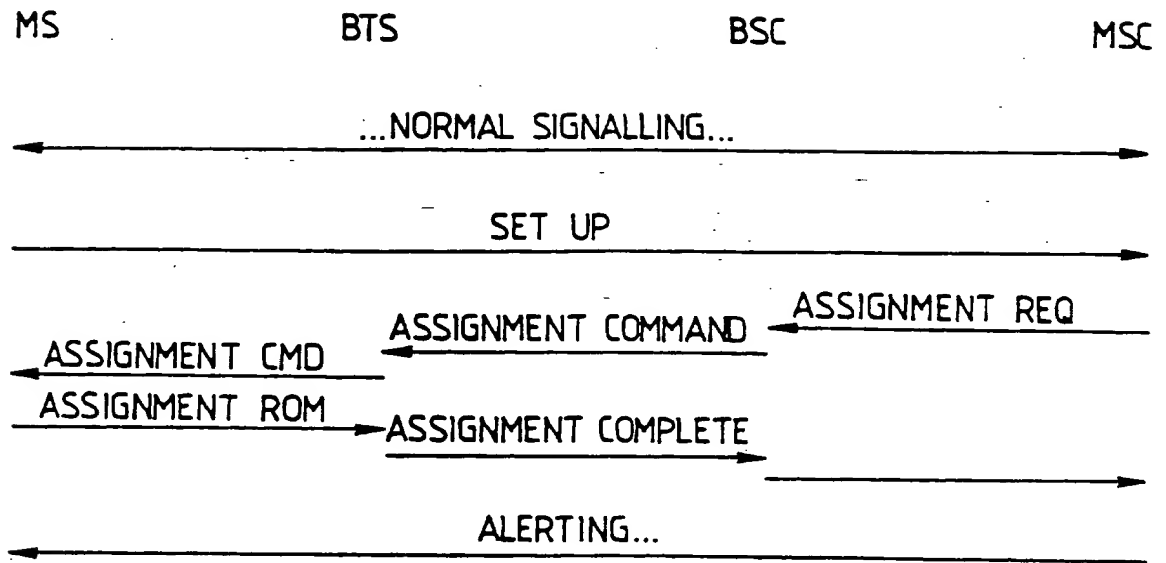 MS BTS BSC MSC
...NORMAL SIGNALLING...
SET UP
ASSIGNMENT REQ
ASSIGNMENT COMMAND
ASSIGNMENT CMD
ASSIGNMENT ROM
ASSIGNMENT COMPLETE
ALERTING...